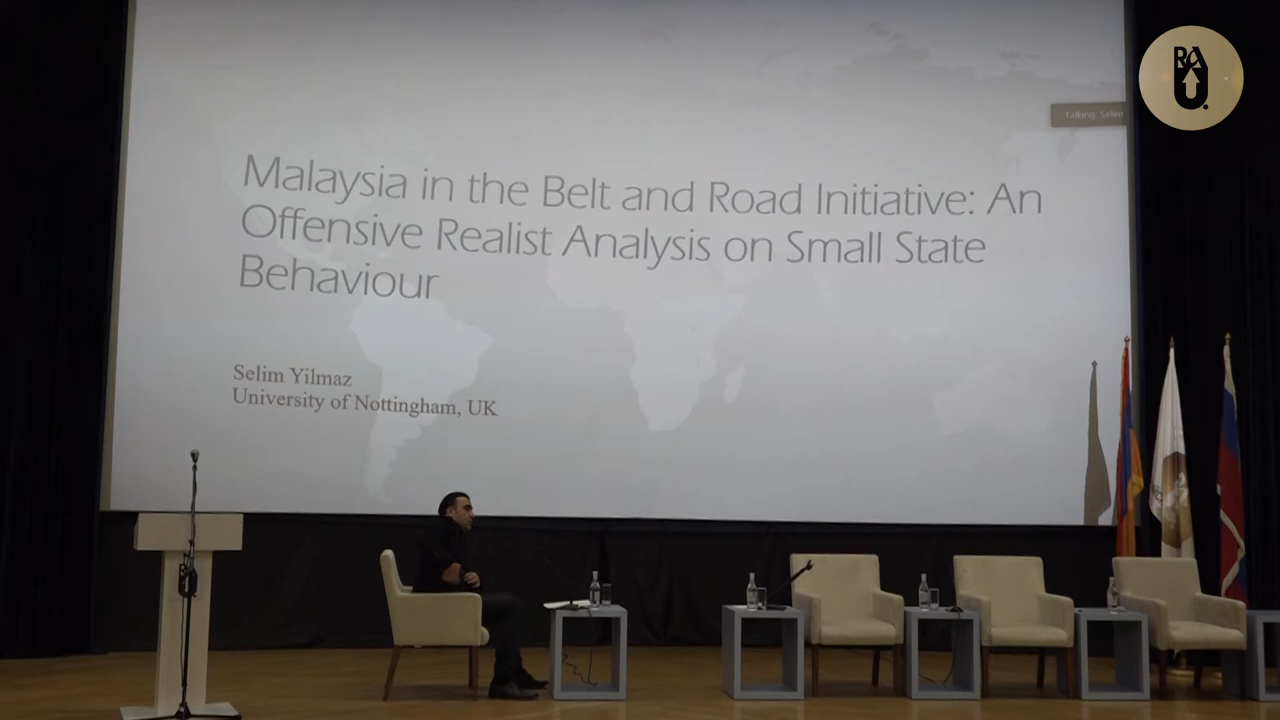 RAU
Talking: Selim
Malaysia in the Belt and Road Initiative: An
Offensive Realist Analysis on Small State
Behaviour
Selim Yilmaz
University of Nottingham, UK